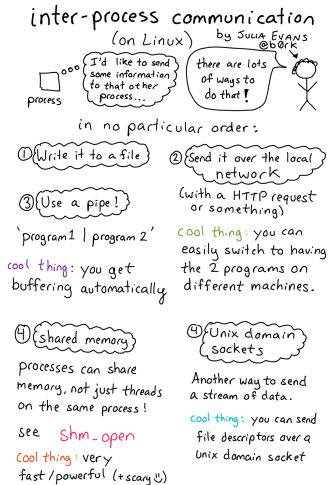 inter-process communication
(on Linux)
by JULIA EVANS
@b0rk
I'd like to send
some information
to that other
process...
process
there are lots
of ways to
do that!
in no particular order:
① Write it to a file
② Send it over the local
network
(with a HTTP request
or something)
cool thing: you can
easily switch to having
the 2 programs on
different machines.
③ Use a pipe!
`program1 | program2`
cool thing: you get
buffering automatically
④ shared memory
processes can share
memory, not just threads
on the same process!
see shm_open
cool thing: very
fast/powerful (+scary☺)
④ Unix domain
sockets
Another way to send
a stream of data.
cool thing: you can send
file descriptors over a
unix domain socket